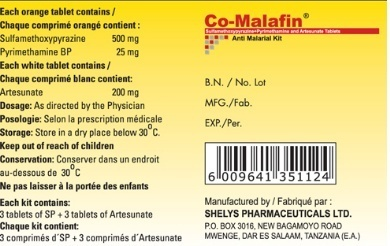 Each orange tablet contains /
Chaque comprimé orangé contient :
Sulfamethoxypyrazine 500 mg
Pyrimethamine BP 25 mg
Each white tablet contains /
Chaque comprimé blanc contient:
Artesunate 200 mg
Dosage: As directed by the Physician
Posologie: Selon la prescription médicale
Storage: Store in a dry place below 30°C.
Keep out of reach of children
Conservation: Conserver dans un endroit
au-dessous de 30°C
Ne pas laisser à la portée des enfants
Each kit contains:
3 tablets of SP + 3 tablets of Artesunate
Chaque kit contient:
3 comprimés d´SP + 3 comprimés d´Artesunate
Co-Malafin®
Sulfamethoxypyrazine+Pyrimethamine and Artesunate Tablets
Anti Malarial Kit
B.N. / No. Lot
MFG./Fab.
EXP./Per.
6 009641 351124
Manufactured by / Fabriqué par :
SHELYS PHARMACEUTICALS LTD.
P.O. BOX 3016, NEW BAGAMOYO ROAD
MWENGE, DAR ES SALAAM, TANZANIA (E.A.)